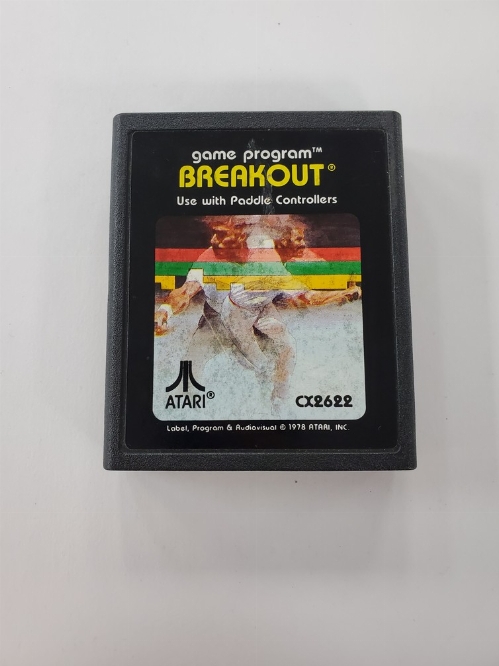 game program™
BREAKOUT®
Use with Paddle Controllers
ATARI®
CX2622
Label, Program & Audiovisual © 1978 ATARI, INC.